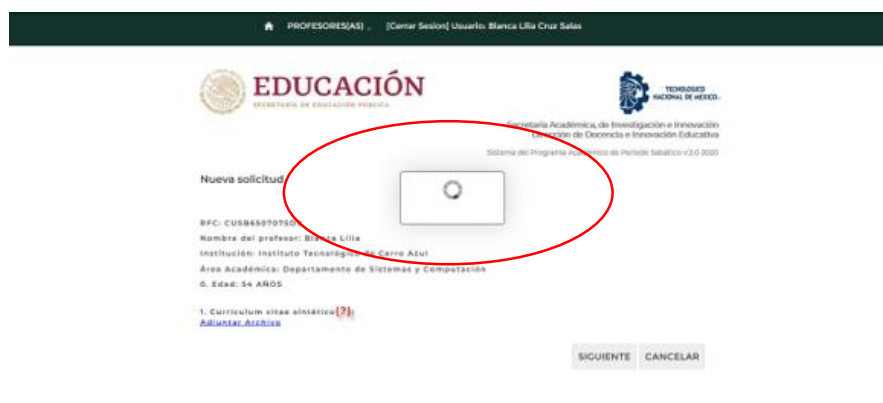 PROFESORES(AS) . [Cerrar Sesion] Usuario: Blanca Lilia Cruz Salas
EDUCACIÓN
SECRETARÍA DE EDUCACIÓN PÚBLICA
TECNOLÓGICO
NACIONAL DE MÉXICO.
Secretaría Académica, de Investigación e Innovación
Dirección de Docencia e Innovación Educativa
Sistema del Programa Académico de Periodo Sabático v3.0 2020
Nueva solicitud
Nombre del profesor: Blanca Lilia
Institución: Instituto Tecnológico de Cerro Azul
Área Académica: Departamento de Sistemas y Computación
0. Edad: 54 AÑOS
1. Curriculum vitae sintético(?):
Adjuntar Archivo
SIGUIENTE CANCELAR